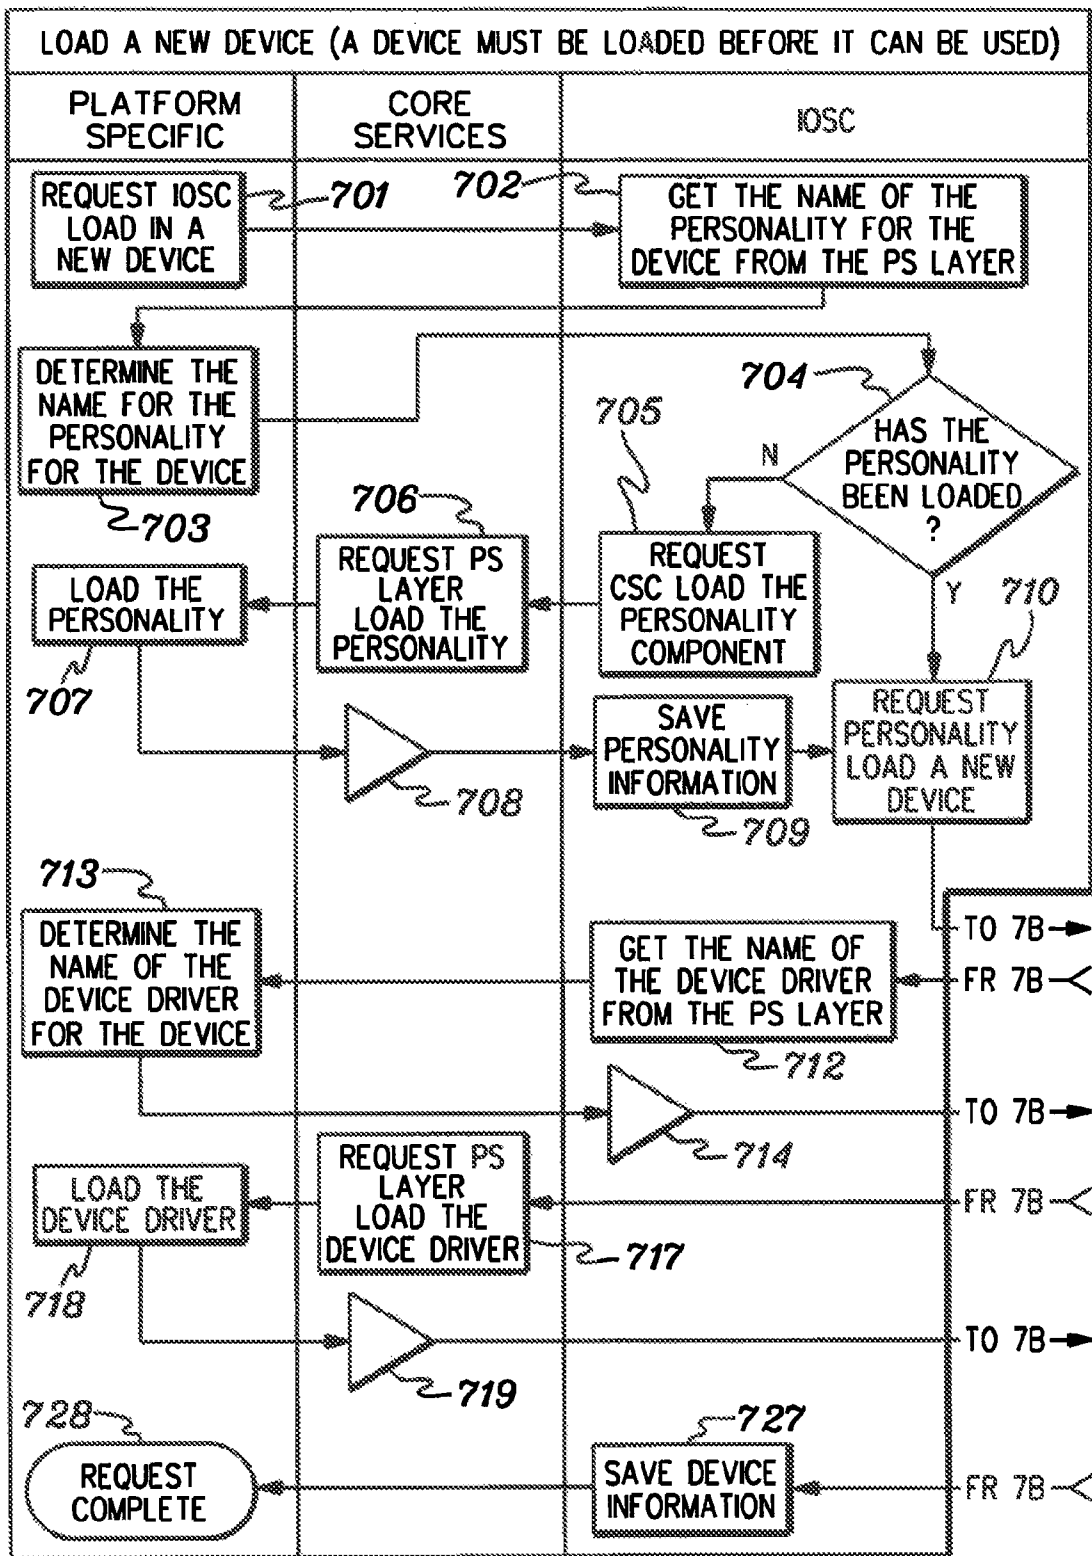 LOAD A NEW DEVICE (A DEVICE MUST BE LOADED BEFORE IT CAN BE USED)
PLATFORM
SPECIFIC
CORE
SERVICES
IOSC
REQUEST IOSC
LOAD IN A
NEW DEVICE
701
702
GET THE NAME OF THE
PERSONALITY FOR THE
DEVICE FROM THE PS LAYER
DETERMINE THE
NAME FOR THE
PERSONALITY
FOR THE DEVICE
703
704
HAS THE
PERSONALITY
BEEN LOADED
?
N
Y
705
REQUEST
CSC LOAD THE
PERSONALITY
COMPONENT
706
REQUEST PS
LAYER
LOAD THE
PERSONALITY
LOAD THE
PERSONALITY
707
708
SAVE
PERSONALITY
INFORMATION
709
710
REQUEST
PERSONALITY
LOAD A NEW
DEVICE
TO 7B
713
DETERMINE THE
NAME OF THE
DEVICE DRIVER
FOR THE DEVICE
GET THE NAME OF
THE DEVICE DRIVER
FROM THE PS LAYER
712
FR 7B
714
TO 7B
LOAD THE
DEVICE DRIVER
718
REQUEST PS
LAYER
LOAD THE
DEVICE DRIVER
717
FR 7B
719
TO 7B
728
REQUEST
COMPLETE
727
SAVE DEVICE
INFORMATION
FR 7B